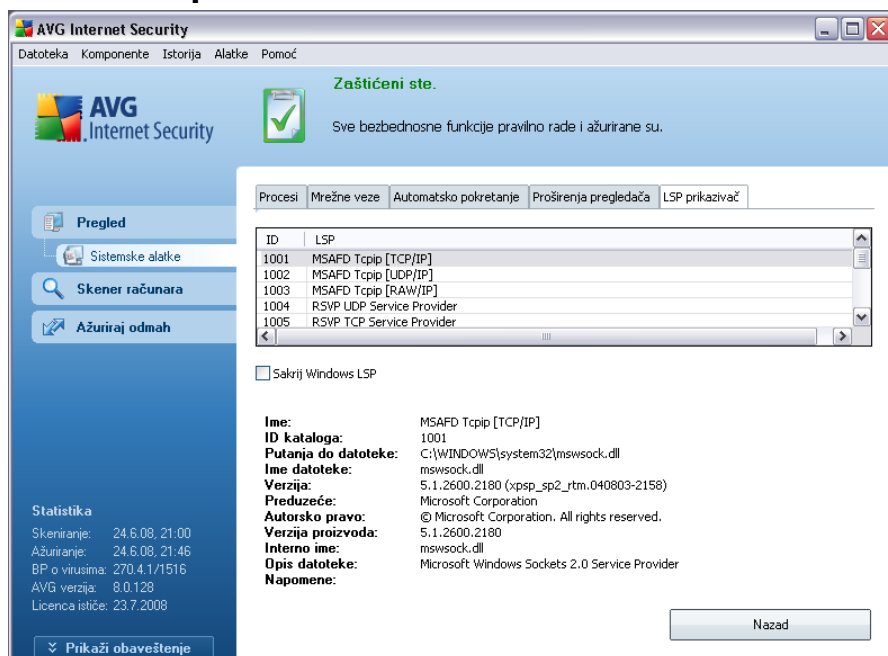 AVG Internet Security
Datoteka Komponente Istorija Alatke Pomoć
AVG
Internet Security
Zaštićeni ste.
Sve bezbednosne funkcije pravilno rade i ažurirane su.
Pregled
Sistemske alatke
Skener računara
Ažuriraj odmah
Procesi Mrežne veze Automatsko pokretanje Proširenja pregledača LSP prikazivač
ID LSP
1001 MSAFD Tcpip [TCP/IP]
1002 MSAFD Tcpip [UDP/IP]
1003 MSAFD Tcpip [RAW/IP]
1004 RSVP UDP Service Provider
1005 RSVP TCP Service Provider
Sakrij Windows LSP
Ime: MSAFD Tcpip [TCP/IP]
ID kataloga: 1001
Putanja do datoteke: C:\WINDOWS\system32\mswsock.dll
Ime datoteke: mswsock.dll
Verzija: 5.1.2600.2180 (xpsp_sp2_rtm.040803-2158)
Preduzeće: Microsoft Corporation
Autorsko pravo: © Microsoft Corporation. All rights reserved.
Verzija proizvoda: 5.1.2600.2180
Interno ime: mswsock.dll
Opis datoteke: Microsoft Windows Sockets 2.0 Service Provider
Napomene:
Statistika
Skeniranje: 24.6.08, 21:00
Ažuriranje: 24.6.08, 21:46
BP o virusima: 270.4.1/1516
AVG verzija: 8.0.128
Licenca ističe: 23.7.2008
Prikaži obaveštenje
Nazad